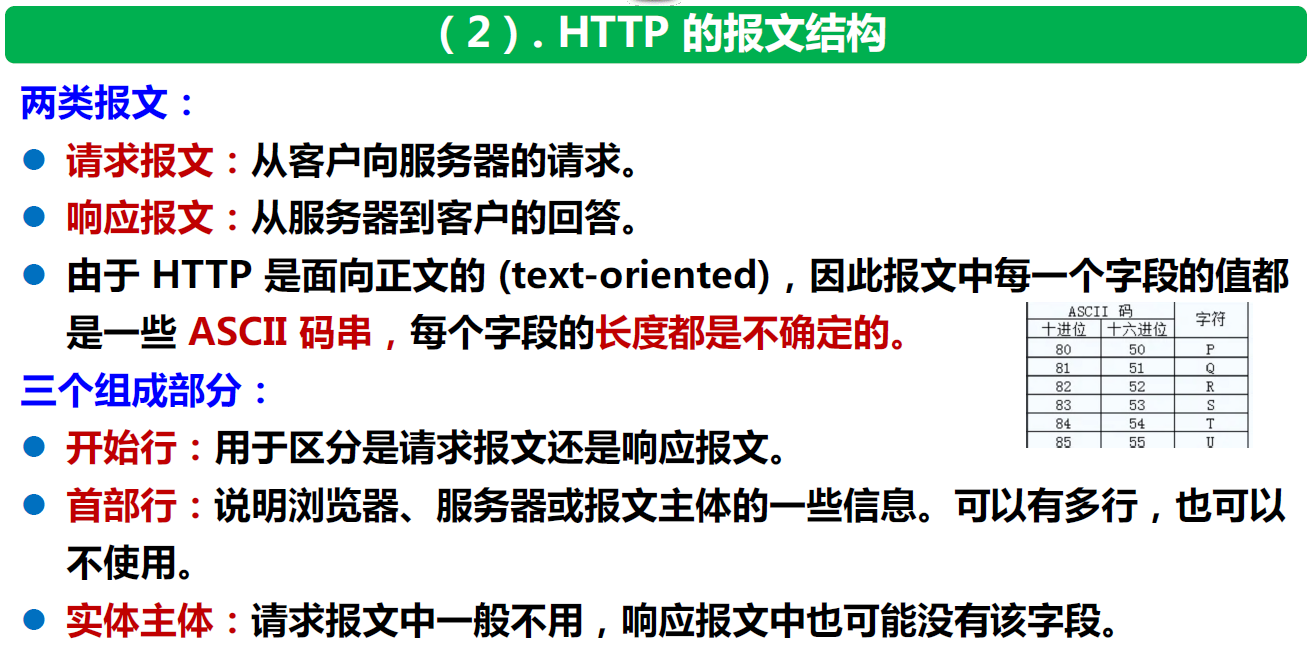 （2）. HTTP 的报文结构
两类报文：
● 请求报文：从客户向服务器的请求。
● 响应报文：从服务器到客户的回答。
● 由于 HTTP 是面向正文的 (text-oriented)，因此报文中每一个字段的值都
是一些 ASCII 码串，每个字段的长度都是不确定的。
ASCII 码 字符
十进位 十六进位
80 50 P
81 51 Q
82 52 R
83 53 S
84 54 T
85 55 U
三个组成部分：
● 开始行：用于区分是请求报文还是响应报文。
● 首部行：说明浏览器、服务器或报文主体的一些信息。可以有多行，也可以
不使用。
● 实体主体：请求报文中一般不用，响应报文中也可能没有该字段。